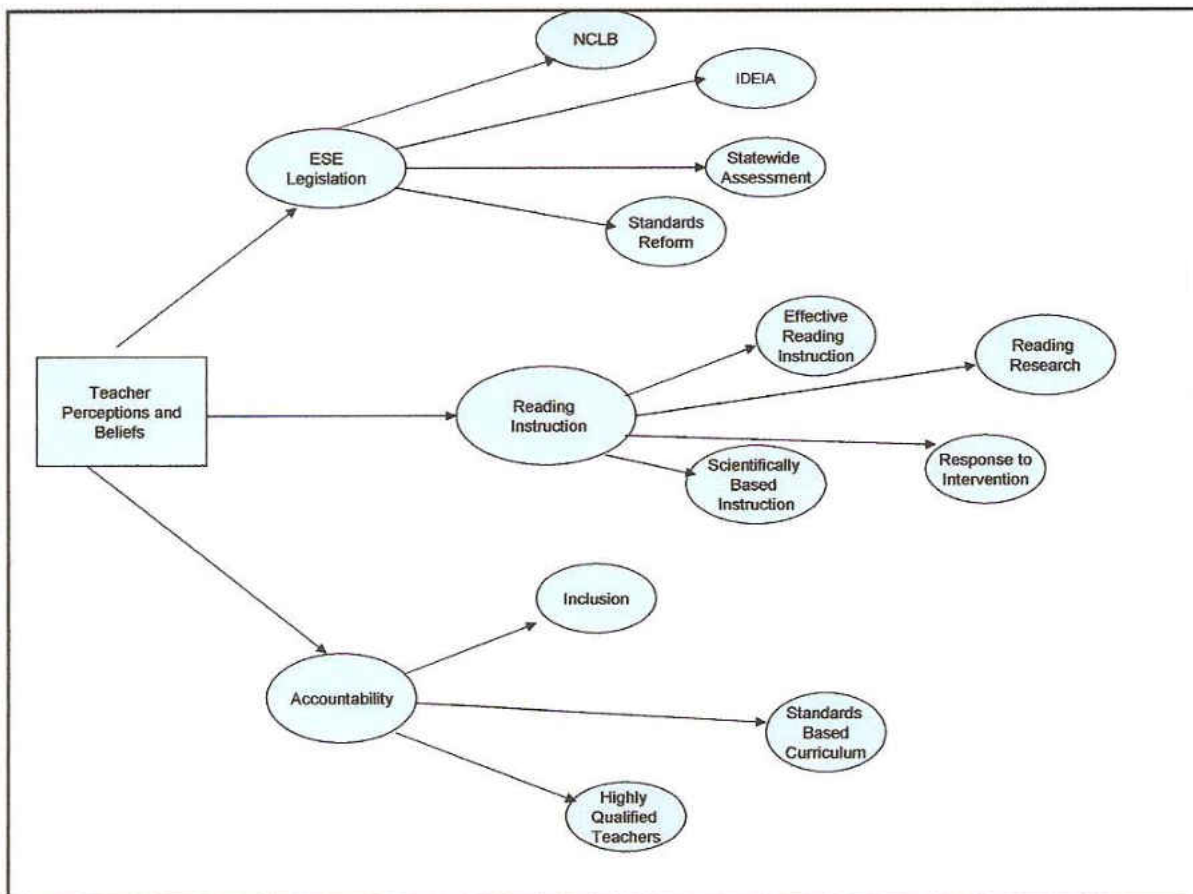 NCLB
IDEIA
ESE
Legislation
Statewide
Assessment
Standards
Reform
Effective
Reading
Instruction
Reading
Research
Teacher
Perceptions and
Beliefs
Reading
Instruction
Scientifically
Based
Instruction
Response to
Intervention
Inclusion
Accountability
Standards
Based
Curriculum
Highly
Qualified
Teachers